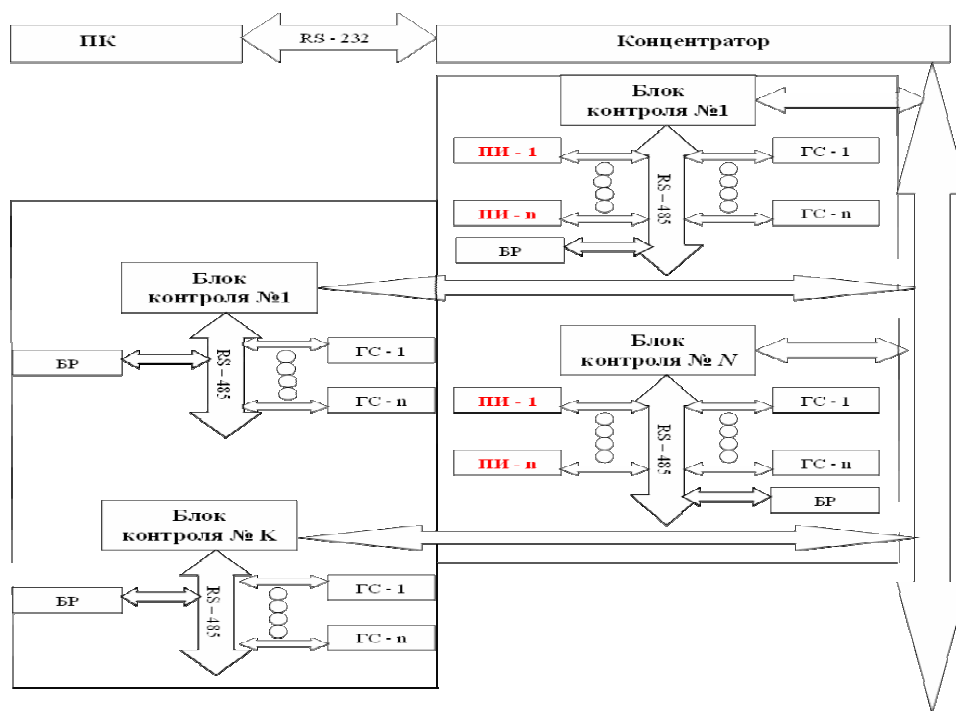 ПК
RS - 232
Концентратор
Блок
контроля №1
ПИ - 1
ГС - 1
RS - 485
ПИ - n
ГС - n
БР
Блок
контроля №1
БР
RS - 485
ГС - 1
ГС - n
Блок
контроля № N
ПИ - 1
ГС - 1
RS - 485
ПИ - n
ГС - n
БР
Блок
контроля № K
БР
RS - 485
ГС - 1
ГС - n